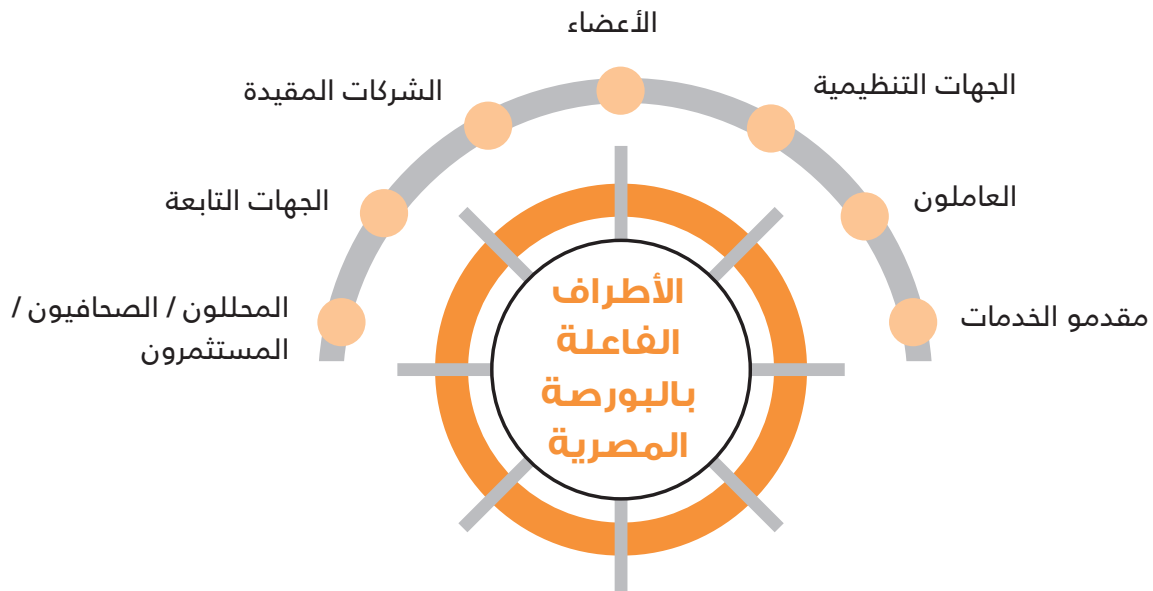 الأعضاء
الجهات التنظيمية
الشركات المقيدة
العاملون
الجهات التابعة
مقدمو الخدمات
المحللون / الصحافيون /
المستثمرون
الأطراف
الفاعلة
بالبورصة
المصرية